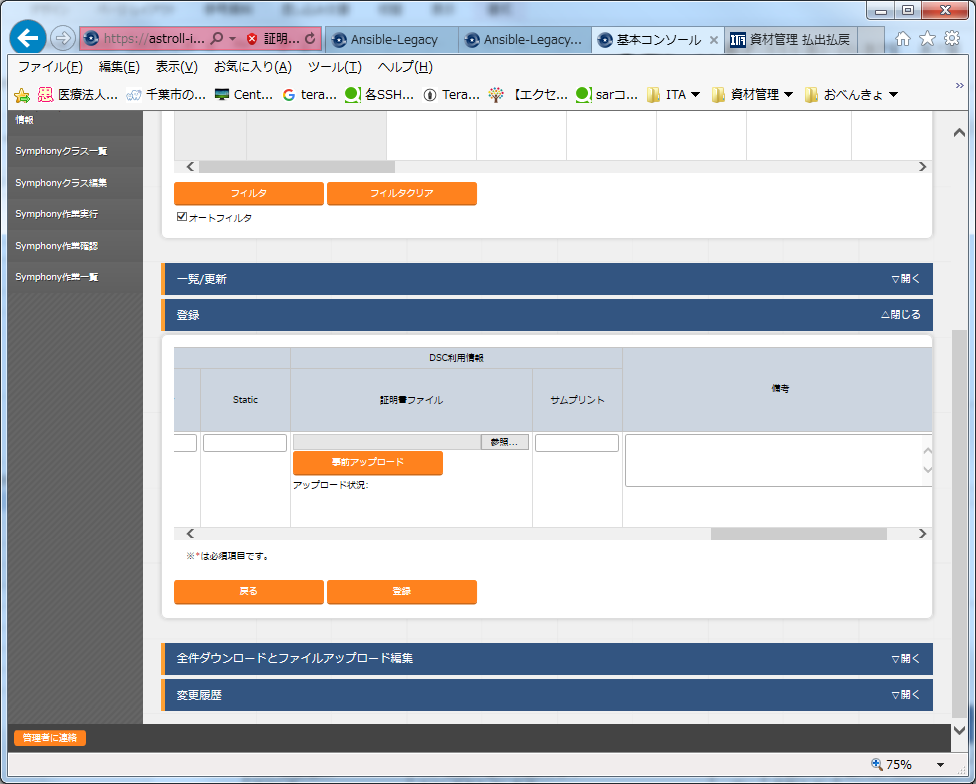 https://astroll-i...
証明...
Ansible-Legacy
Ansible-Legacy...
基本コンソール
資材管理 払出払戻
ファイル(F) 編集(E) 表示(V) お気に入り(A) ツール(T) ヘルプ(H)
医療法人... 千葉市の... Cent... tera... 各SSH... Tera... 【エクセ... sarコ... ITA 資材管理 おべんきょ
情報
Symphonyクラス一覧
Symphonyクラス編集
Symphony作業実行
Symphony作業確認
Symphony作業一覧
フィルタ フィルタクリア
オートフィルタ
一覧/更新 ▽開く
登録 △閉じる
DSC利用情報
備考
Static 証明書ファイル サムプリント
参照...
事前アップロード
アップロード状況:
※*は必須項目です。
戻る 登録
全件ダウンロードとファイルアップロード編集 ▽開く
変更履歴 ▽開く
管理者に連絡
75%